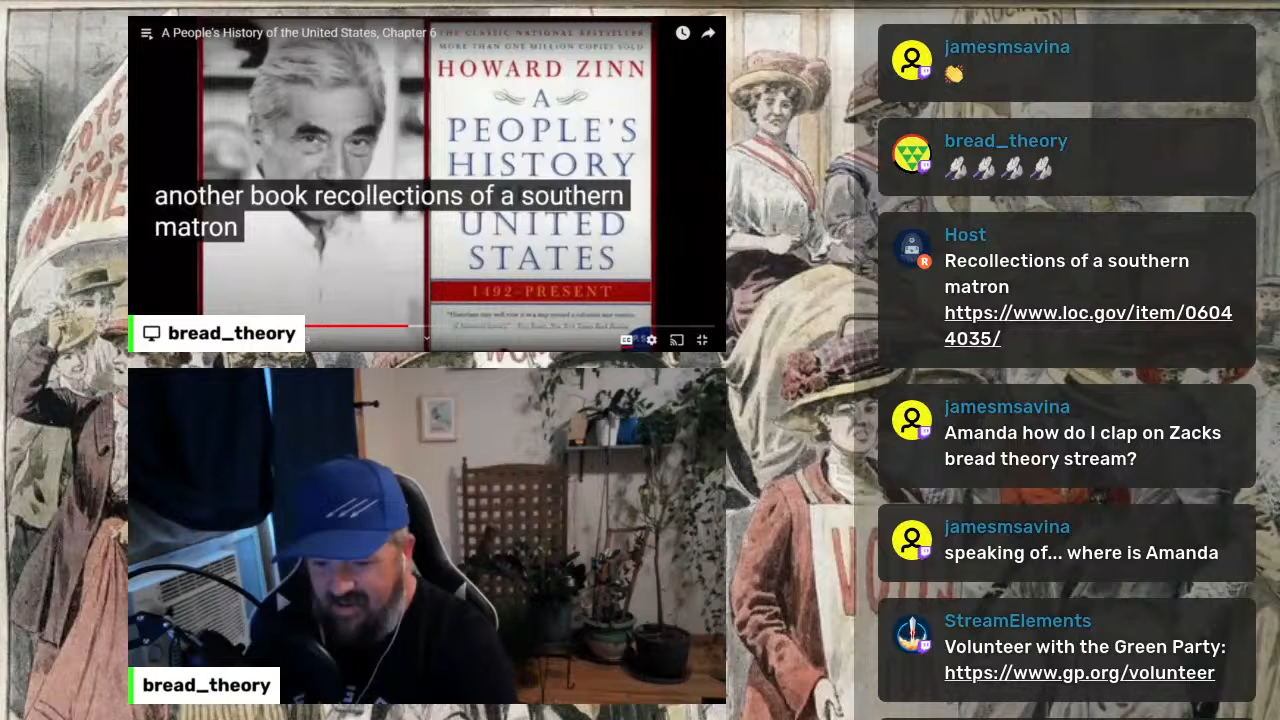 A People's History of the United States, Chapter 6
THE CLASSIC NATIONAL BESTSELLER
MORE THAN ONE MILLION COPIES SOLD
HOWARD ZINN
A
PEOPLE'S
HISTORY
UNITED
STATES
1492–PRESENT
another book recollections of a southern
matron
bread_theory
bread_theory
VOTES
FOR
WOMEN
jamesmsavina
👏
bread_theory
Host
Recollections of a southern
matron
https://www.loc.gov/item/0604
4035/
jamesmsavina
Amanda how do I clap on Zacks
bread theory stream?
jamesmsavina
speaking of... where is Amanda
StreamElements
Volunteer with the Green Party:
https://www.gp.org/volunteer